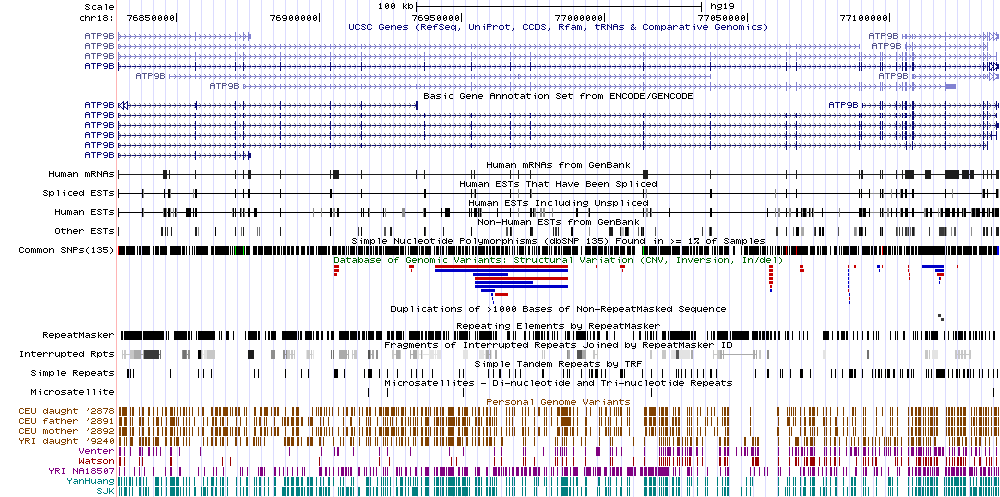 Scale 100 kb hg19
chr18: 76850000 76900000 76950000 77000000 77050000 77100000
UCSC Genes (RefSeq, UniProt, CCDS, Rfam, tRNAs & Comparative Genomics)
ATP9B ATP9B
ATP9B ATP9B
ATP9B
ATP9B
ATP9B ATP9B
ATP9B
Basic Gene Annotation Set from ENCODE/GENCODE
ATP9B ATP9B
ATP9B
ATP9B
ATP9B
ATP9B
ATP9B
Human mRNAs from GenBank
Human mRNAs
Human ESTs That Have Been Spliced
Spliced ESTs
Human ESTs Including Unspliced
Human ESTs
Non-Human ESTs from GenBank
Other ESTs
Simple Nucleotide Polymorphisms (dbSNP 135) Found in >= 1% of Samples
Common SNPs(135)
Database of Genomic Variants: Structural Variation (CNV, Inversion, In/del)
Duplications of >1000 Bases of Non-RepeatMasked Sequence
Repeating Elements by RepeatMasker
RepeatMasker
Fragments of Interrupted Repeats Joined by RepeatMasker ID
Interrupted Rpts
Simple Tandem Repeats by TRF
Simple Repeats
Microsatellites - Di-nucleotide and Tri-nucleotide Repeats
Microsatellite
Personal Genome Variants
CEU daught '2878
CEU father '2891
CEU mother '2892
YRI daught '9240
Venter
Watson
YRI NA18507
YanHuang
SJK